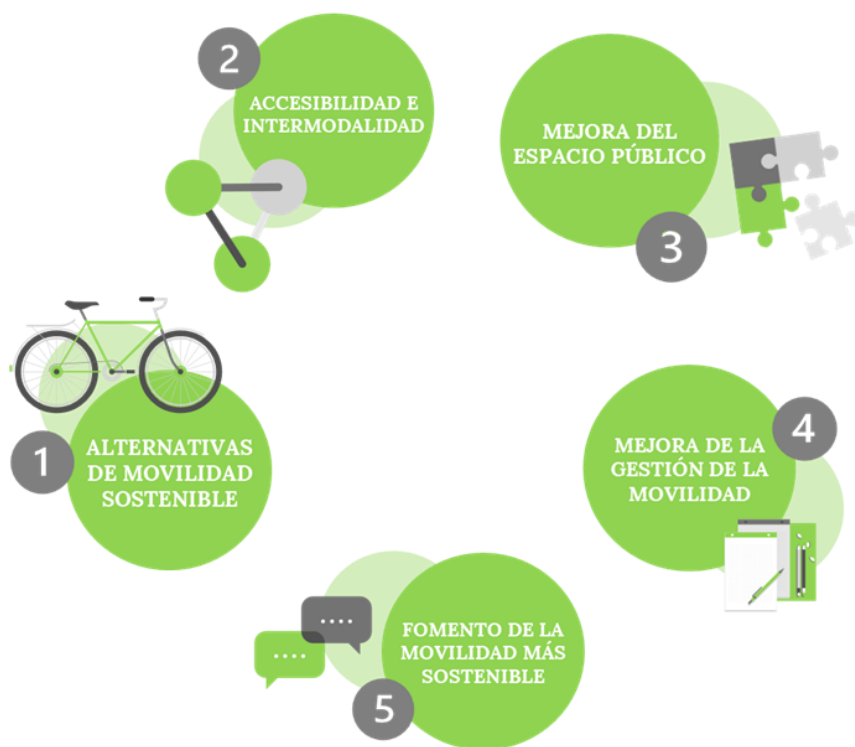 1
ALTERNATIVAS
DE MOVILIDAD
SOSTENIBLE
2
ACCESIBILIDAD E
INTERMODALIDAD
3
MEJORA DEL
ESPACIO PÚBLICO
4
MEJORA DE LA
GESTIÓN DE LA
MOVILIDAD
5
FOMENTO DE LA
MOVILIDAD MÁS
SOSTENIBLE